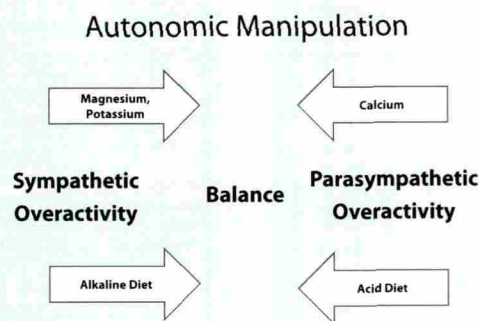 Autonomic Manipulation
Magnesium,
Potassium
Calcium
Sympathetic
Overactivity
Balance
Parasympathetic
Overactivity
Alkaline Diet
Acid Diet